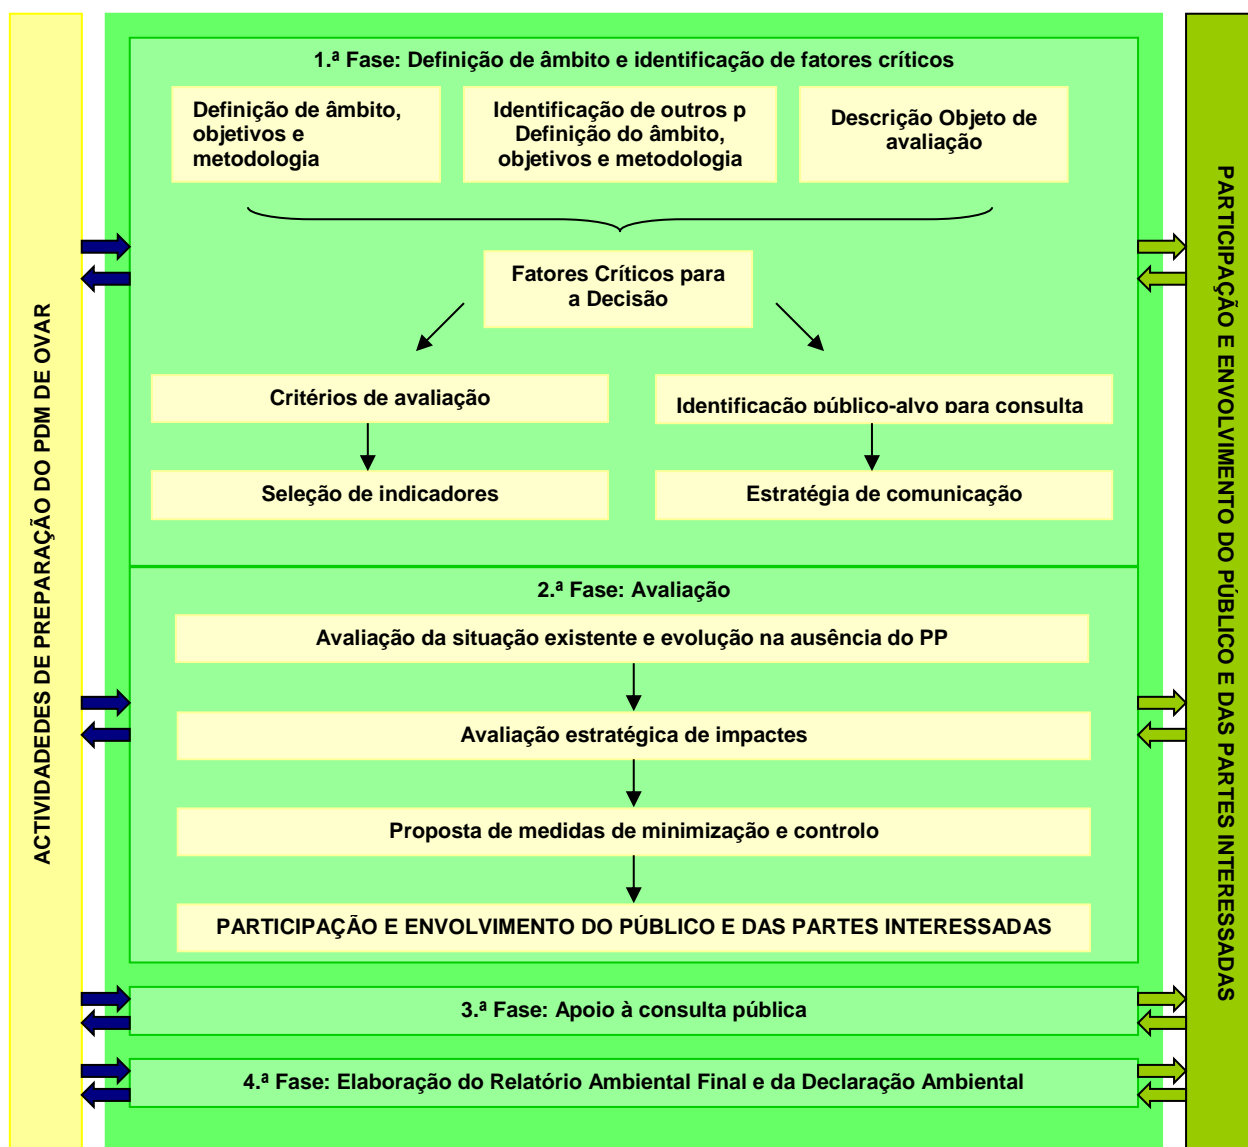 ACTIVIDADEDES DE PREPARAÇÃO DO PDM DE OVAR
1.ª Fase: Definição de âmbito e identificação de fatores críticos
Definição de âmbito,
objetivos e
metodologia
Identificação de outros p
Definição do âmbito,
objetivos e metodologia
Descrição Objeto de
avaliação
Fatores Críticos para
a Decisão
Critérios de avaliação
Identificação público-alvo para consulta
Seleção de indicadores
Estratégia de comunicação
2.ª Fase: Avaliação
Avaliação da situação existente e evolução na ausência do PP
Avaliação estratégica de impactes
Proposta de medidas de minimização e controlo
PARTICIPAÇÃO E ENVOLVIMENTO DO PÚBLICO E DAS PARTES INTERESSADAS
3.ª Fase: Apoio à consulta pública
4.ª Fase: Elaboração do Relatório Ambiental Final e da Declaração Ambiental
PARTICIPAÇÃO E ENVOLVIMENTO DO PÚBLICO E DAS PARTES INTERESSADAS